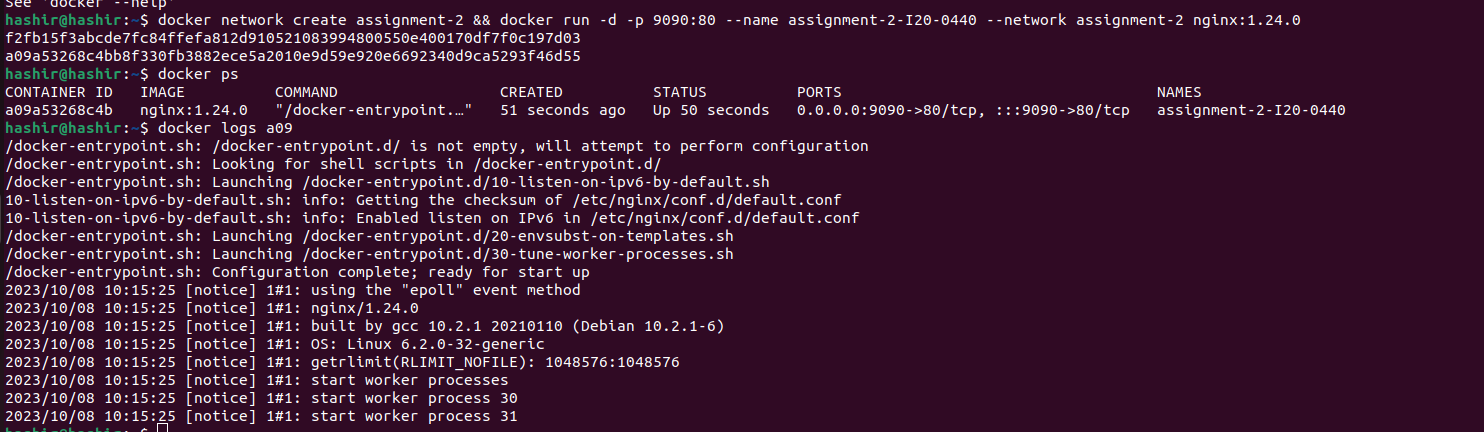 See 'docker --help'
hashir@hashir:~$ docker network create assignment-2 && docker run -d -p 9090:80 --name assignment-2-I20-0440 --network assignment-2 nginx:1.24.0
f2fb15f3abcde7fc84ffefa812d910521083994800550e400170df7f0c197d03
a09a53268c4bb8f330fb3882ece5a2010e9d59e920e6692340d9ca5293f46d55
hashir@hashir:~$ docker ps
CONTAINER ID   IMAGE          COMMAND                  CREATED          STATUS          PORTS                                   NAMES
a09a53268c4b   nginx:1.24.0   "/docker-entrypoint.…"   51 seconds ago   Up 50 seconds   0.0.0.0:9090->80/tcp, :::9090->80/tcp   assignment-2-I20-0440
hashir@hashir:~$ docker logs a09
/docker-entrypoint.sh: /docker-entrypoint.d/ is not empty, will attempt to perform configuration
/docker-entrypoint.sh: Looking for shell scripts in /docker-entrypoint.d/
/docker-entrypoint.sh: Launching /docker-entrypoint.d/10-listen-on-ipv6-by-default.sh
10-listen-on-ipv6-by-default.sh: info: Getting the checksum of /etc/nginx/conf.d/default.conf
10-listen-on-ipv6-by-default.sh: info: Enabled listen on IPv6 in /etc/nginx/conf.d/default.conf
/docker-entrypoint.sh: Launching /docker-entrypoint.d/20-envsubst-on-templates.sh
/docker-entrypoint.sh: Launching /docker-entrypoint.d/30-tune-worker-processes.sh
/docker-entrypoint.sh: Configuration complete; ready for start up
2023/10/08 10:15:25 [notice] 1#1: using the "epoll" event method
2023/10/08 10:15:25 [notice] 1#1: nginx/1.24.0
2023/10/08 10:15:25 [notice] 1#1: built by gcc 10.2.1 20210110 (Debian 10.2.1-6)
2023/10/08 10:15:25 [notice] 1#1: OS: Linux 6.2.0-32-generic
2023/10/08 10:15:25 [notice] 1#1: getrlimit(RLIMIT_NOFILE): 1048576:1048576
2023/10/08 10:15:25 [notice] 1#1: start worker processes
2023/10/08 10:15:25 [notice] 1#1: start worker process 30
2023/10/08 10:15:25 [notice] 1#1: start worker process 31
hashir@hashir:~$